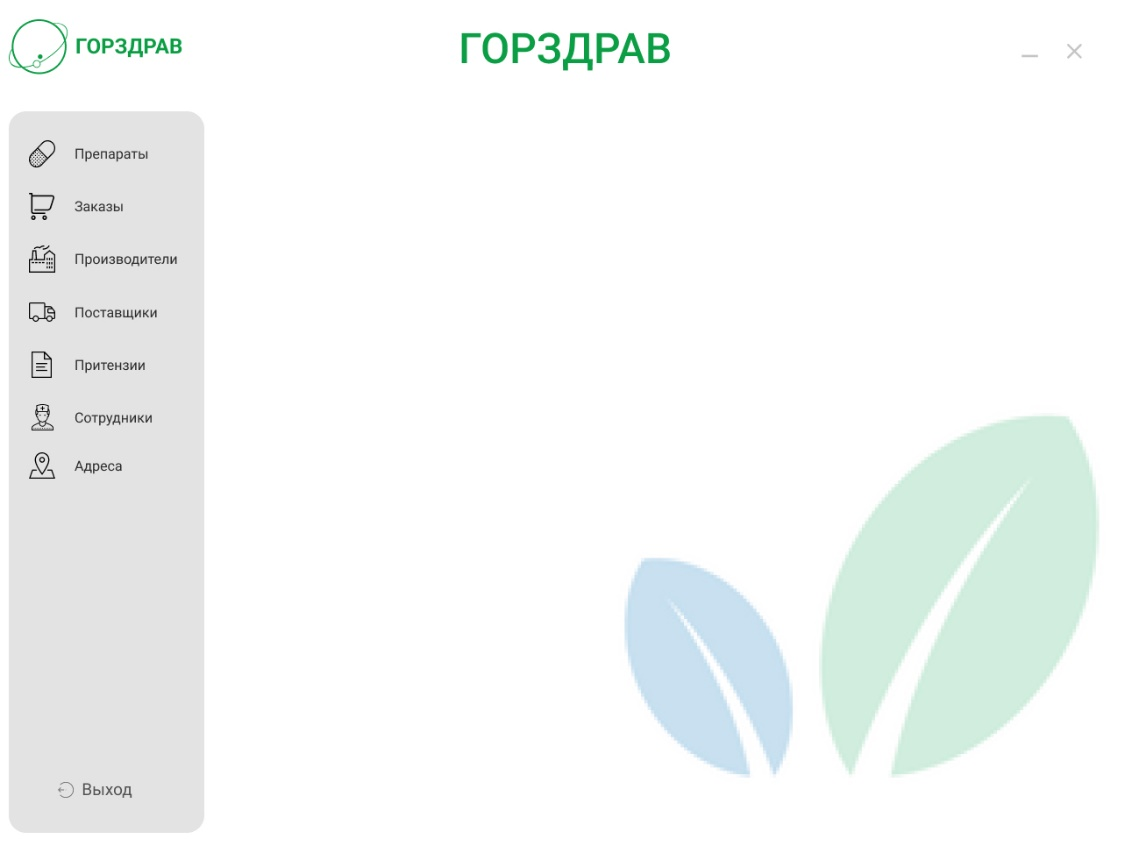 ГОРЗДРАВ
ГОРЗДРАВ
Препараты
Заказы
Производители
Поставщики
Притензии
Сотрудники
Адреса
Выход